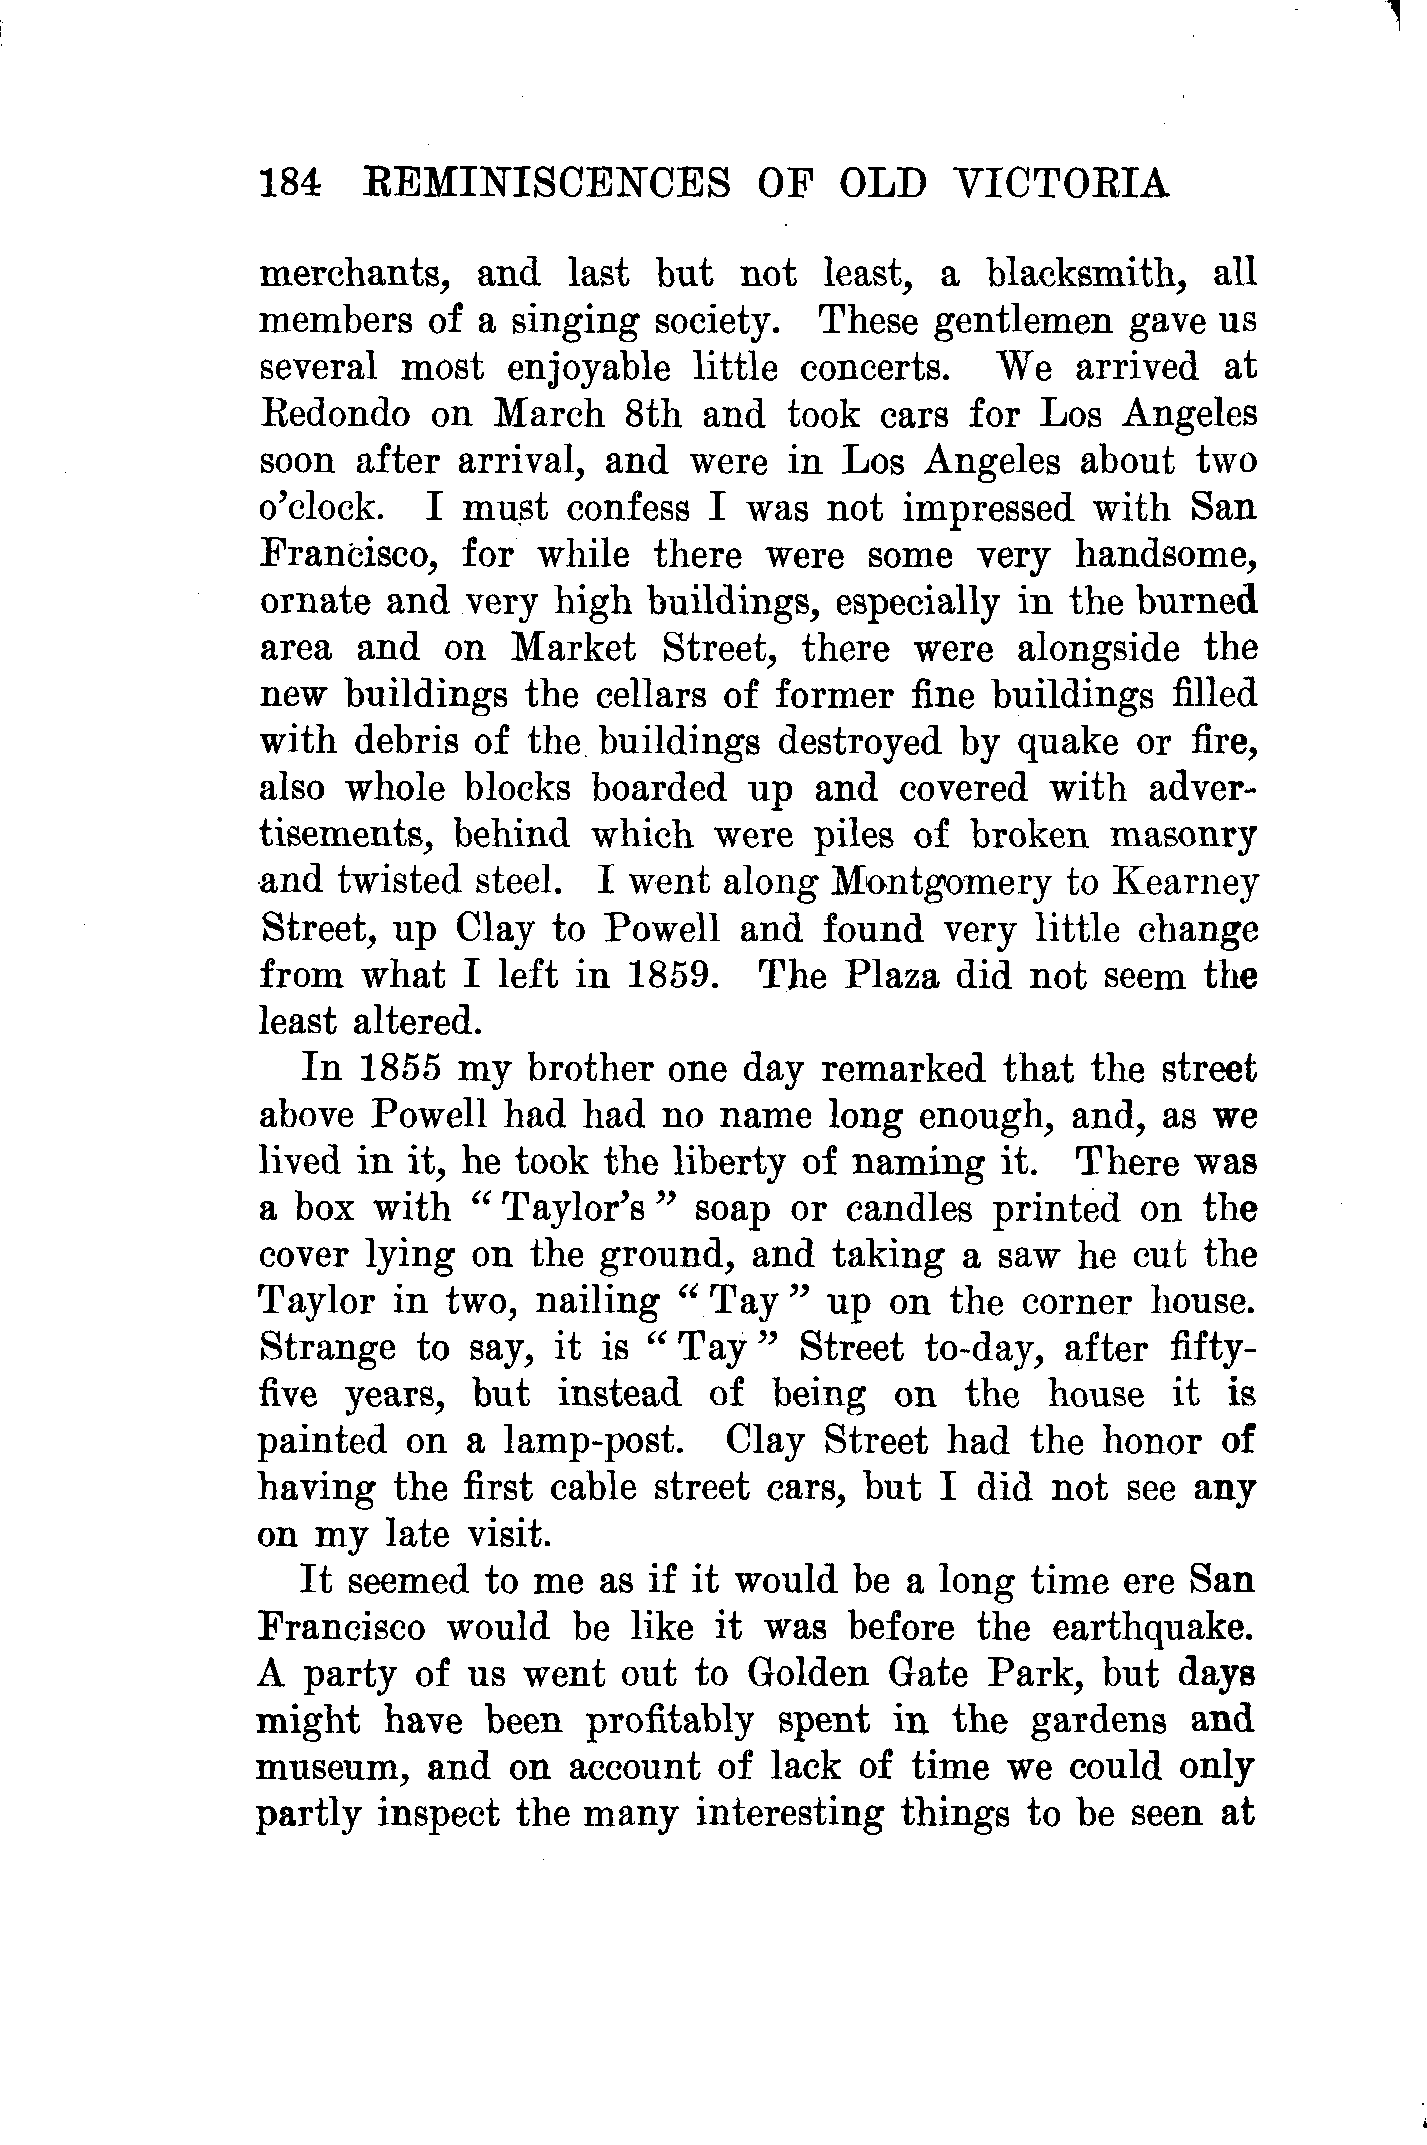 184 REMINISCENCES OF OLD VICTORIA
merchants, and last but not least, a blacksmith, all
members of a singing society. These gentlemen gave us
several most enjoyable little concerts. We arrived at
Redondo on March 8th and took cars for Los Angeles
soon after arrival, and were in Los Angeles about two
o'clock. I must confess I was not impressed with San
Francisco, for while there were some very handsome,
ornate and very high buildings, especially in the burned
area and on Market Street, there were alongside the
new buildings the cellars of former fine buildings filled
with debris of the buildings destroyed by quake or fire,
also whole blocks boarded up and covered with adver-
tisements, behind which were piles of broken masonry
and twisted steel. I went along Montgomery to Kearney
Street, up Clay to Powell and found very little change
from what I left in 1859. The Plaza did not seem the
least altered.
In 1855 my brother one day remarked that the street
above Powell had had no name long enough, and, as we
lived in it, he took the liberty of naming it. There was
a box with "Taylor's" soap or candles printed on the
cover lying on the ground, and taking a saw he cut the
Taylor in two, nailing "Tay" up on the corner house.
Strange to say, it is "Tay" Street to-day, after fifty-
five years, but instead of being on the house it is
painted on a lamp-post. Clay Street had the honor of
having the first cable street cars, but I did not see any
on my late visit.
It seemed to me as if it would be a long time ere San
Francisco would be like it was before the earthquake.
A party of us went out to Golden Gate Park, but days
might have been profitably spent in the gardens and
museum, and on account of lack of time we could only
partly inspect the many interesting things to be seen at